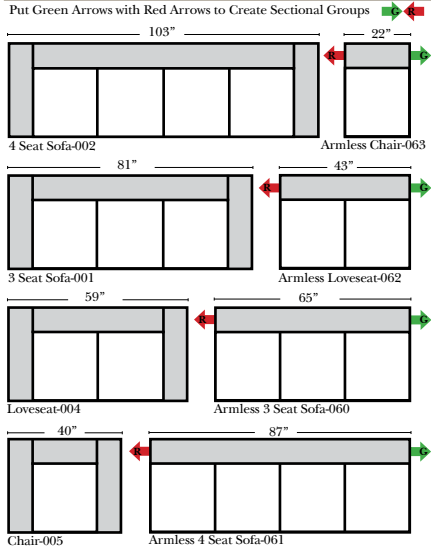 Put Green Arrows with Red Arrows to Create Sectional Groups G R
103” 22”
R G
4 Seat Sofa-002 Armless Chair-063
81” 43”
R G
3 Seat Sofa-001 Armless Loveseat-062
59” 65”
R G
Loveseat-004 Armless 3 Seat Sofa-060
40” 87”
R G
Chair-005 Armless 4 Seat Sofa-061